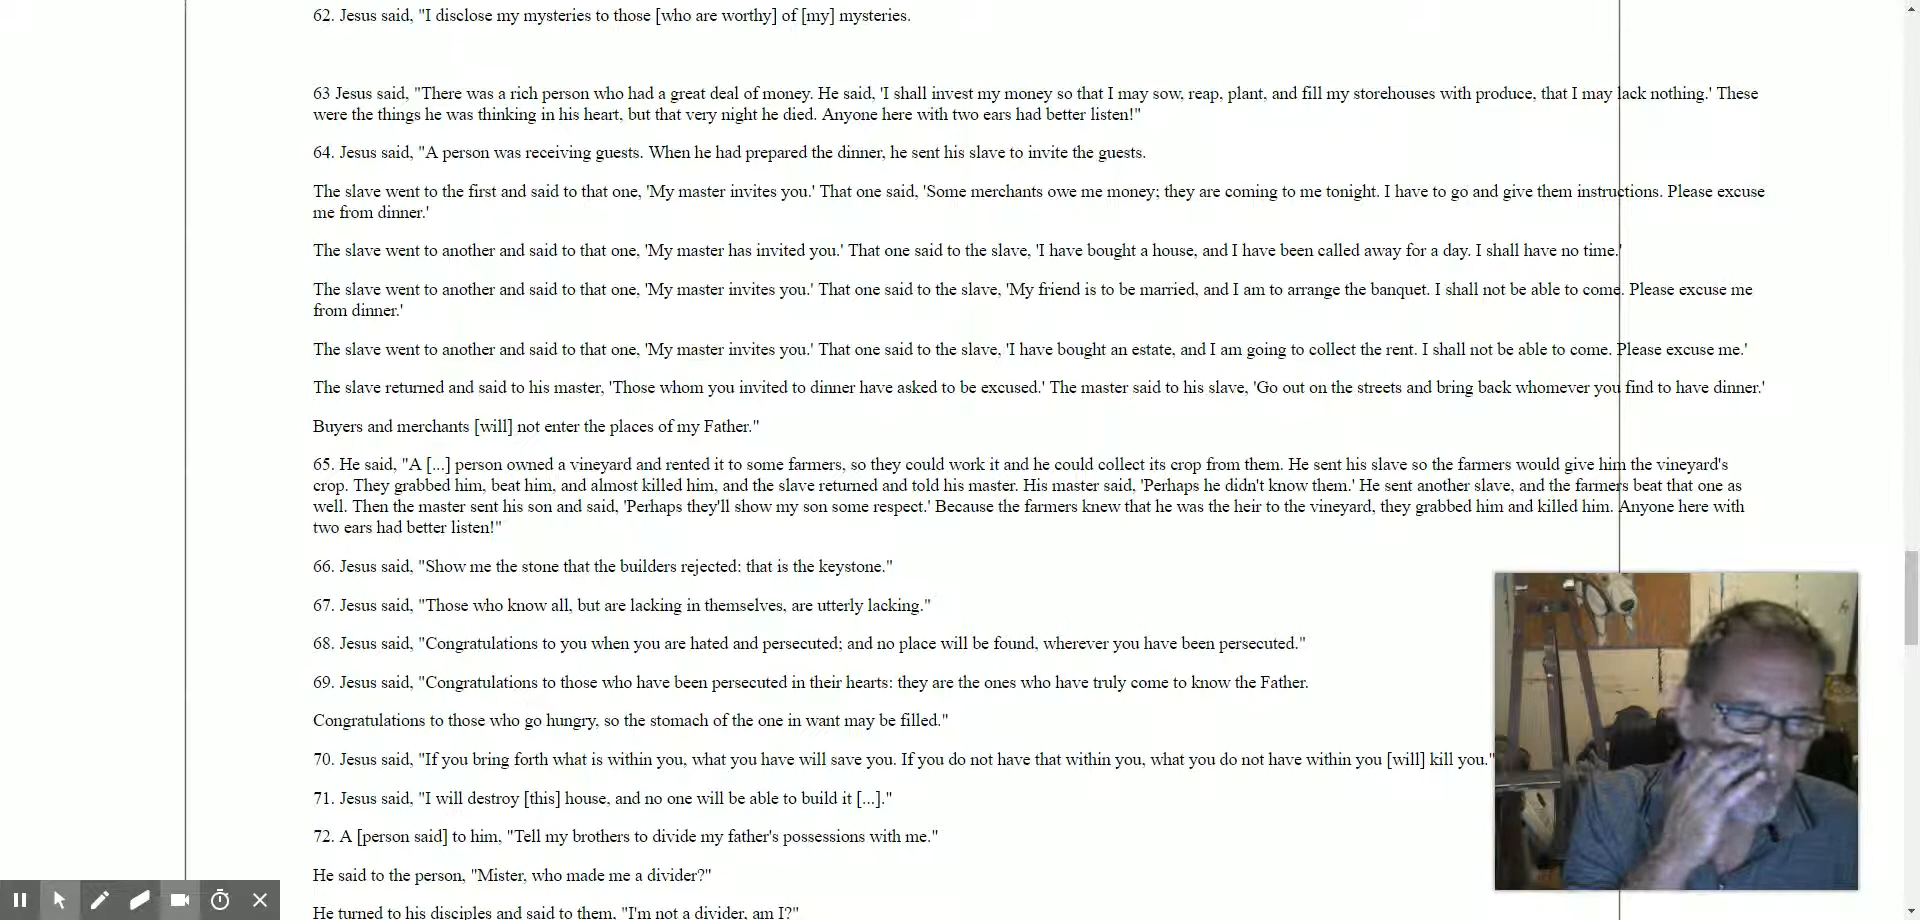 62. Jesus said, "I disclose my mysteries to those [who are worthy] of [my] mysteries.
63 Jesus said, "There was a rich person who had a great deal of money. He said, 'I shall invest my money so that I may sow, reap, plant, and fill my storehouses with produce, that I may lack nothing.' These
were the things he was thinking in his heart, but that very night he died. Anyone here with two ears had better listen!"
64. Jesus said, "A person was receiving guests. When he had prepared the dinner, he sent his slave to invite the guests.
The slave went to the first and said to that one, 'My master invites you.' That one said, 'Some merchants owe me money; they are coming to me tonight. I have to go and give them instructions. Please excuse
me from dinner.'
The slave went to another and said to that one, 'My master has invited you.' That one said to the slave, 'I have bought a house, and I have been called away for a day. I shall have no time.'
The slave went to another and said to that one, 'My master invites you.' That one said to the slave, 'My friend is to be married, and I am to arrange the banquet. I shall not be able to come. Please excuse me
from dinner.'
The slave went to another and said to that one, 'My master invites you.' That one said to the slave, 'I have bought an estate, and I am going to collect the rent. I shall not be able to come. Please excuse me.'
The slave returned and said to his master, 'Those whom you invited to dinner have asked to be excused.' The master said to his slave, 'Go out on the streets and bring back whomever you find to have dinner.'
Buyers and merchants [will] not enter the places of my Father."
65. He said, "A [...] person owned a vineyard and rented it to some farmers, so they could work it and he could collect its crop from them. He sent his slave so the farmers would give him the vineyard's
crop. They grabbed him, beat him, and almost killed him, and the slave returned and told his master. His master said, 'Perhaps he didn't know them.' He sent another slave, and the farmers beat that one as
well. Then the master sent his son and said, 'Perhaps they'll show my son some respect.' Because the farmers knew that he was the heir to the vineyard, they grabbed him and killed him. Anyone here with
two ears had better listen!"
66. Jesus said, "Show me the stone that the builders rejected: that is the keystone."
67. Jesus said, "Those who know all, but are lacking in themselves, are utterly lacking."
68. Jesus said, "Congratulations to you when you are hated and persecuted; and no place will be found, wherever you have been persecuted."
69. Jesus said, "Congratulations to those who have been persecuted in their hearts: they are the ones who have truly come to know the Father.
Congratulations to those who go hungry, so the stomach of the one in want may be filled."
70. Jesus said, "If you bring forth what is within you, what you have will save you. If you do not have that within you, what you do not have within you [will] kill you."
71. Jesus said, "I will destroy [this] house, and no one will be able to build it [...]."
72. A [person said] to him, "Tell my brothers to divide my father's possessions with me."
He said to the person, "Mister, who made me a divider?"
He turned to his disciples and said to them, "I'm not a divider, am I?"